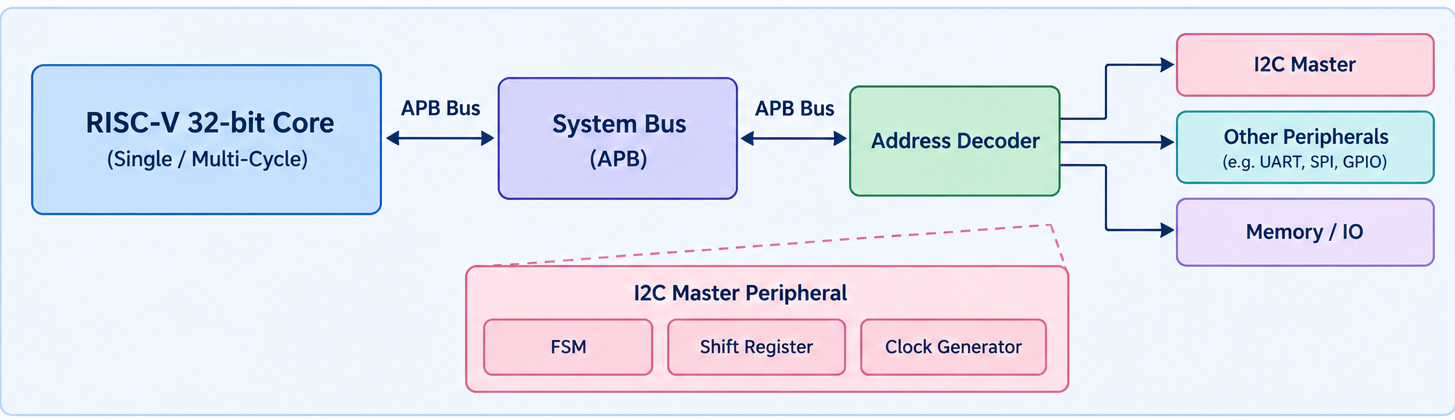 RISC-V 32-bit Core
(Single / Multi-Cycle)
APB Bus
System Bus
(APB)
APB Bus
Address Decoder
I2C Master
Other Peripherals
(e.g. UART, SPI, GPIO)
Memory / IO
I2C Master Peripheral
FSM
Shift Register
Clock Generator